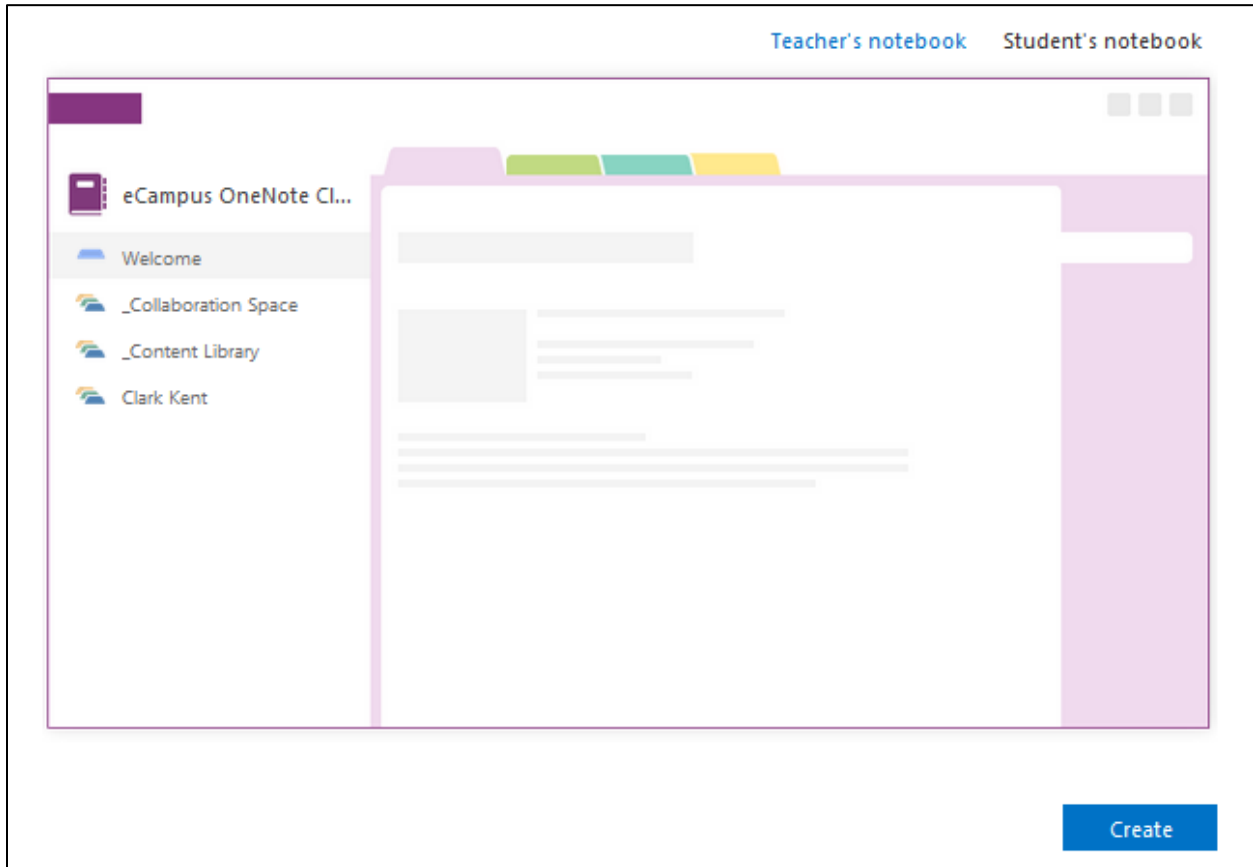 Teacher's notebook Student's notebook
eCampus OneNote Cl...
Welcome
_Collaboration Space
_Content Library
Clark Kent
Create